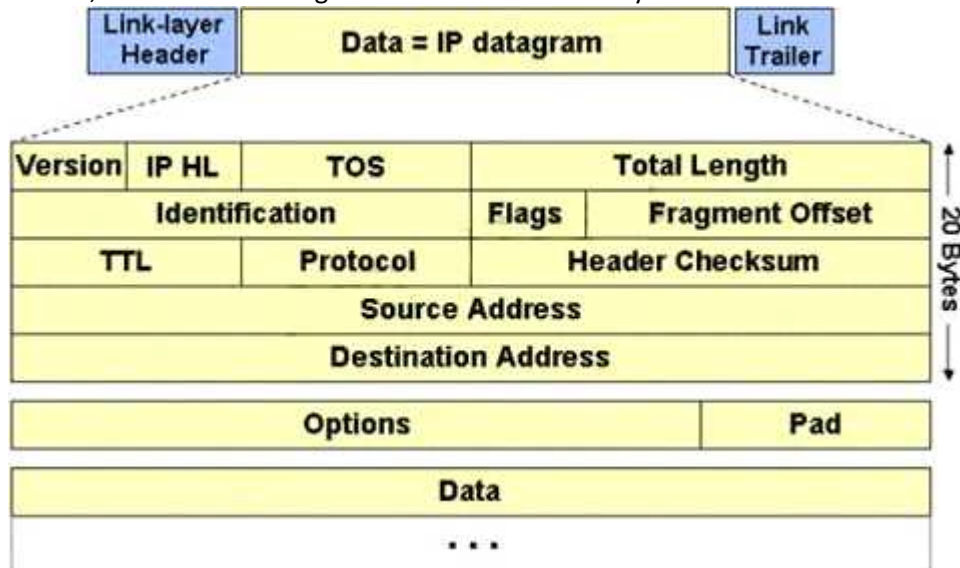 Link-layer Header
Data = IP datagram
Link Trailer
Version IP HL TOS Total Length
Identification Flags Fragment Offset
TTL Protocol Header Checksum
Source Address
Destination Address
20 Bytes
Options Pad
Data
...